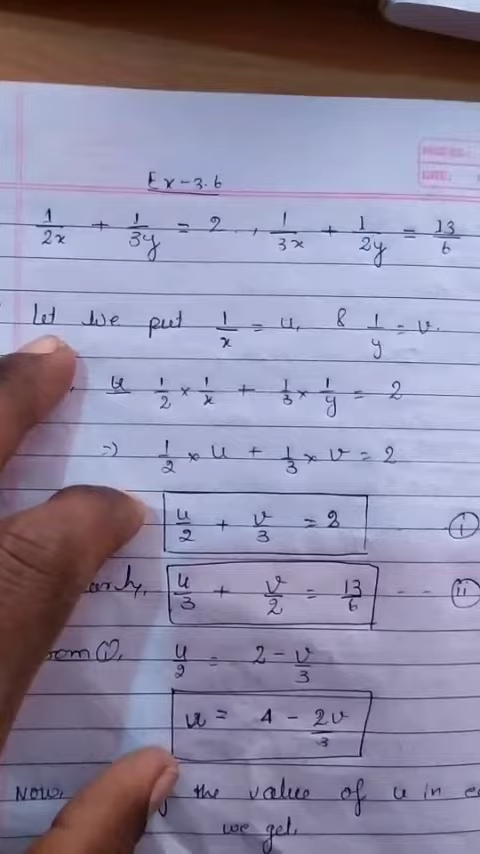 Ex-3.6
1/2x + 1/3y = 2 , 1/3x + 1/2y = 13/6
Let we put 1/x = u, & 1/y = v.
u 1/2 × 1/x + 1/3 × 1/y = 2
=> 1/2 × u + 1/3 × v = 2
u/2 + v/3 = 2 (i)
u/3 + v/2 = 13/6 -- (ii)
u/2 = 2 - v/3
u = 4 - 2v/3
Now, the value of u in
we get,